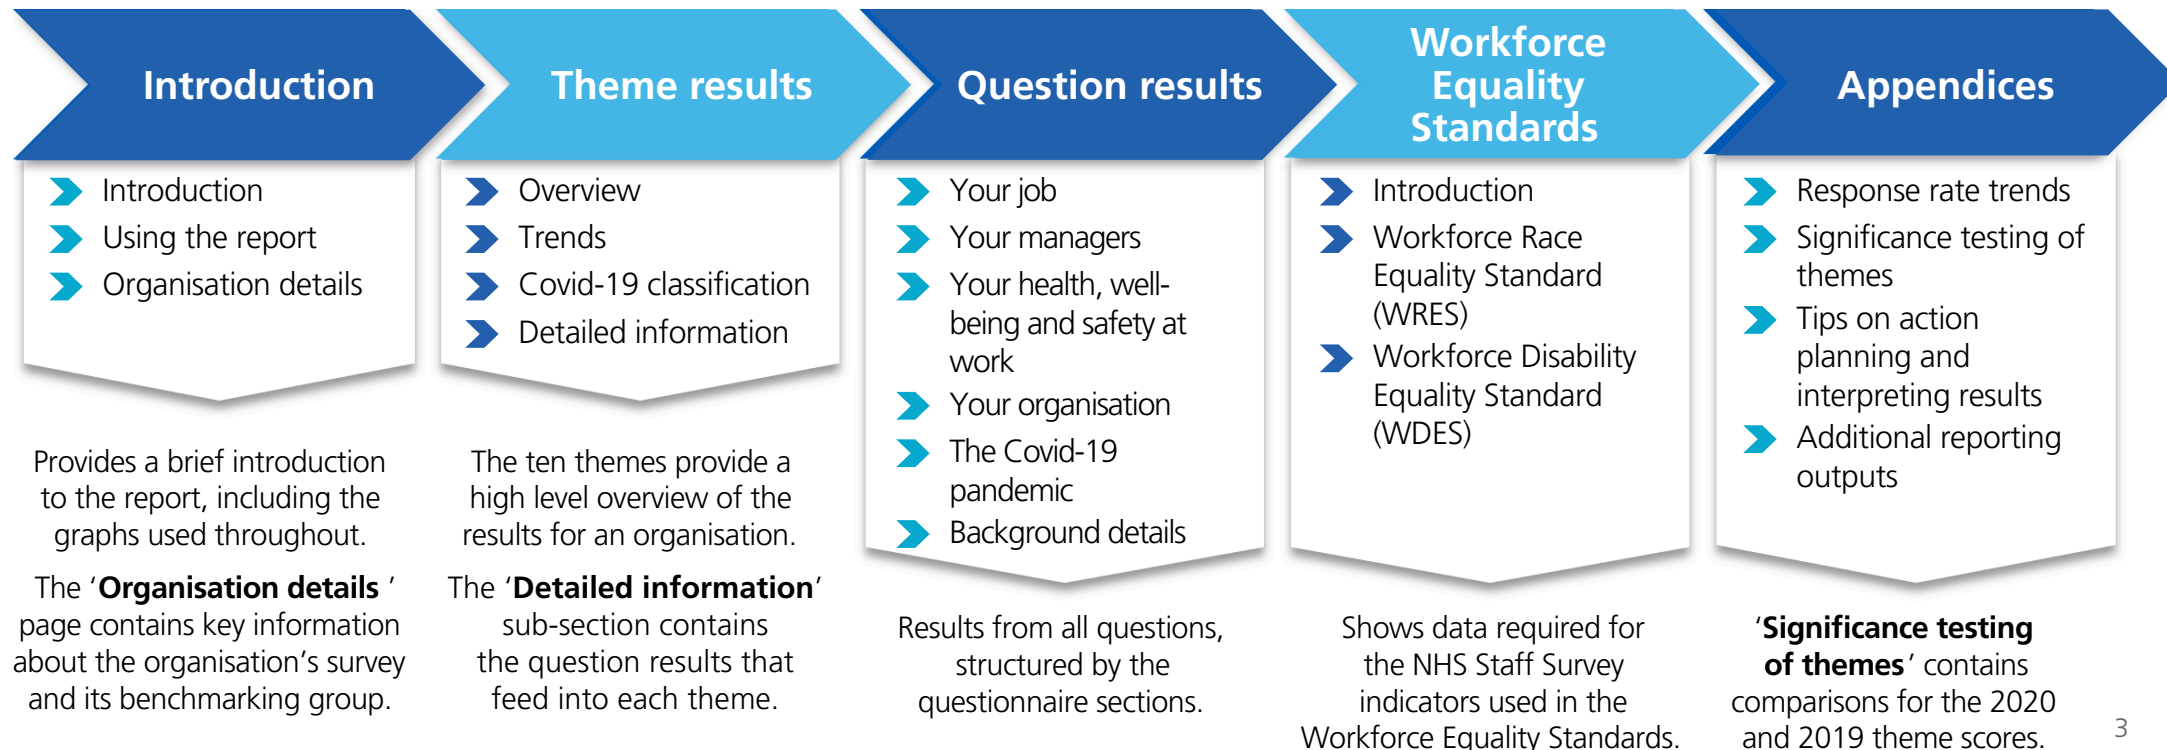 Introduction
Introduction
Using the report
Organisation details
Provides a brief introduction
to the report, including the
graphs used throughout.
The ‘Organisation details ’
page contains key information
about the organisation’s survey
and its benchmarking group.
Theme results
Overview
Trends
Covid-19 classification
Detailed information
The ten themes provide a
high level overview of the
results for an organisation.
The ‘Detailed information’
sub-section contains
the question results that
feed into each theme.
Question results
Your job
Your managers
Your health, well-
being and safety at
work
Your organisation
The Covid-19
pandemic
Background details
Results from all questions,
structured by the
questionnaire sections.
Workforce
Equality
Standards
Introduction
Workforce Race
Equality Standard
(WRES)
Workforce Disability
Equality Standard
(WDES)
Shows data required for
the NHS Staff Survey
indicators used in the
Workforce Equality Standards.
Appendices
Response rate trends
Significance testing of
themes
Tips on action
planning and
interpreting results
Additional reporting
outputs
‘Significance testing
of themes’ contains
comparisons for the 2020
and 2019 theme scores.
3